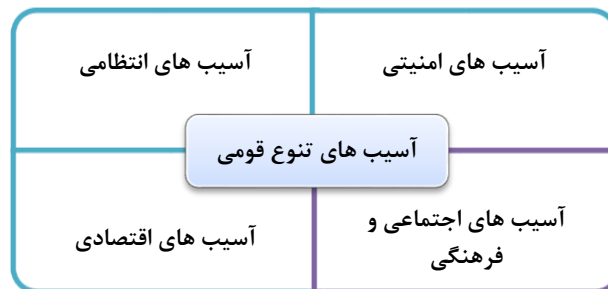 آسیب های امنیتی
آسیب های انتظامی
آسیب های تنوع قومی
آسیب های اجتماعی و
فرهنگی
آسیب های اقتصادی